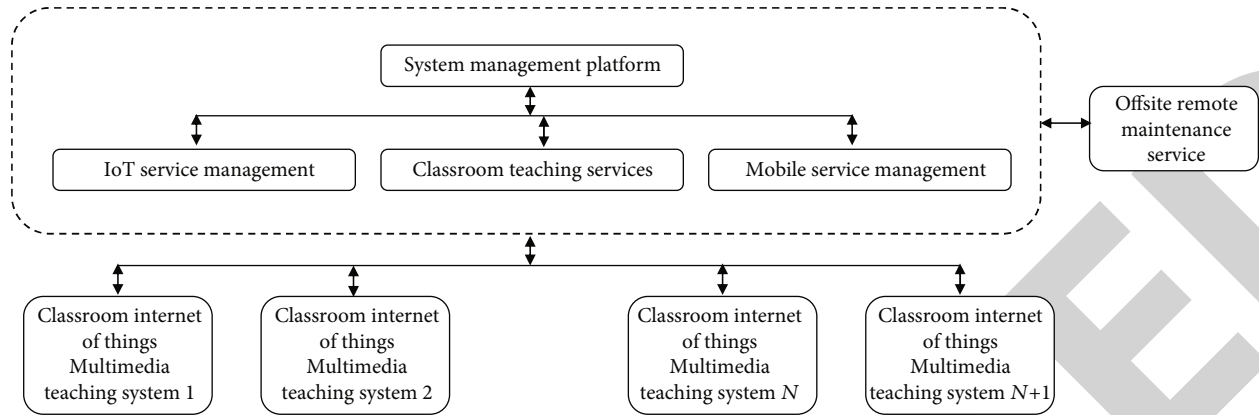 System management platform
IoT service management
Classroom teaching services
Mobile service management
Offsite remote
maintenance
service
Classroom internet
of things
Multimedia
teaching system 1
Classroom internet
of things
Multimedia
teaching system 2
Classroom internet
of things
Multimedia
teaching system N
Classroom internet
of things
Multimedia
teaching system N+1